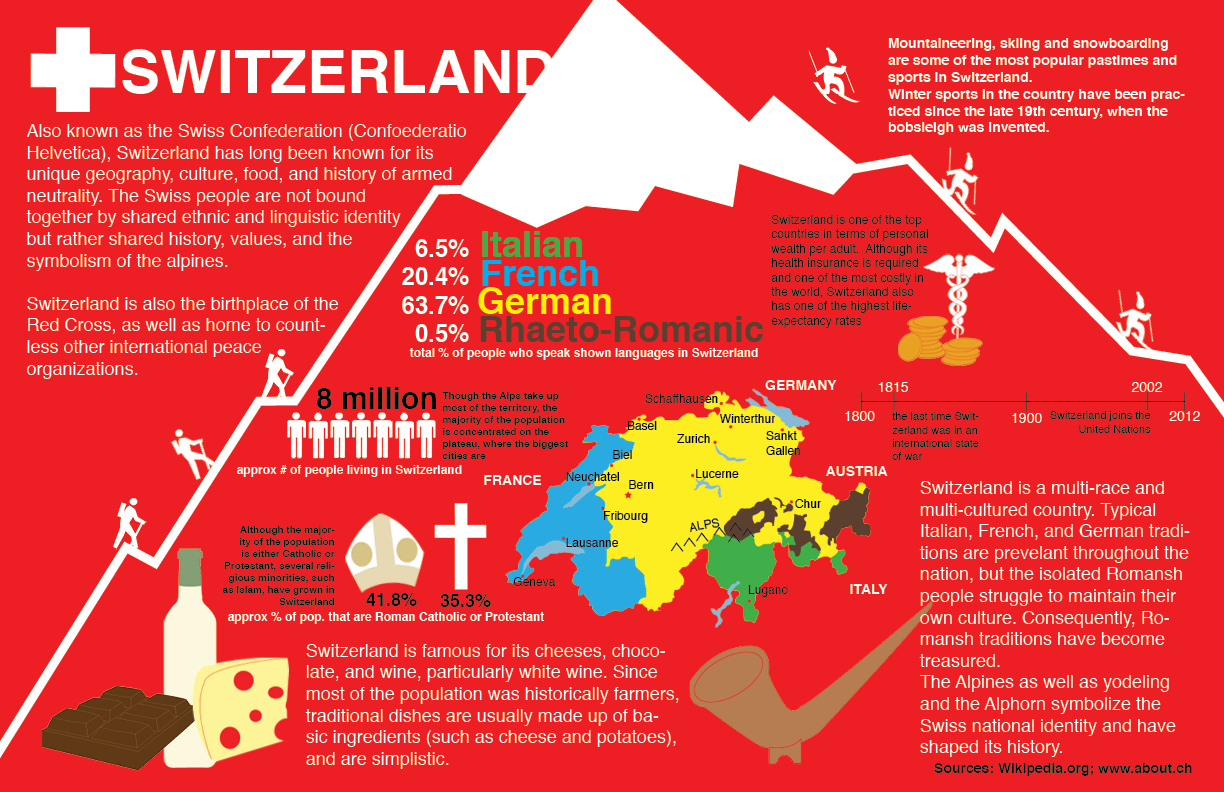 SWITZERLAND
Also known as the Swiss Confederation (Confoederatio
Helvetica), Switzerland has long been known for its
unique geography, culture, food, and history of armed
neutrality. The Swiss people are not bound
together by shared ethnic and linguistic identity
but rather shared history, values, and the
symbolism of the alpines.
Switzerland is also the birthplace of the
Red Cross, as well as home to count-
less other international peace
organizations.
Mountaineering, skiing and snowboarding
are some of the most popular pastimes and
sports in Switzerland.
Winter sports in the country have been prac-
ticed since the late 19th century, when the
bobsleigh was invented.
6.5% Italian
20.4% French
63.7% German
0.5% Rhaeto-Romanic
total % of people who speak shown languages in Switzerland
Switzerland is one of the top
countries in terms of personal
wealth per adult. Although its
health insurance is required
and one of the most costly in
the world, Switzerland also
has one of the highest life-
expectancy rates
8 million
approx # of people living in Switzerland
Though the Alps take up
most of the territory, the
majority of the population
is concentrated on the
plateau, where the biggest
cities are
1815
2002
1800
1900
2012
the last time Swit-
zerland was in an
international state
of war
Switzerland joins the
United Nations
GERMANY
Schaffhausen
Basel
Winterthur
Zurich
Sankt
Gallen
Biel
AUSTRIA
FRANCE
Neuchatel
Lucerne
Bern
Chur
Fribourg
ALPS
Lausanne
Geneva
Lugano
ITALY
Although the major-
ity of the population
is either Catholic or
Protestant, several reli-
gious minorities, such
as Islam, have grown in
Switzerland
41.8%
35.3%
approx % of pop. that are Roman Catholic or Protestant
Switzerland is a multi-race and
multi-cultured country. Typical
Italian, French, and German tradi-
tions are prevelant throughout the
nation, but the isolated Romansh
people struggle to maintain their
own culture. Consequently, Ro-
mansh traditions have become
treasured.
The Alpines as well as yodeling
and the Alphorn symbolize the
Swiss national identity and have
shaped its history.
Switzerland is famous for its cheeses, choco-
late, and wine, particularly white wine. Since
most of the population was historically farmers,
traditional dishes are usually made up of ba-
sic ingredients (such as cheese and potatoes),
and are simplistic.
Sources: Wikipedia.org; www.about.ch